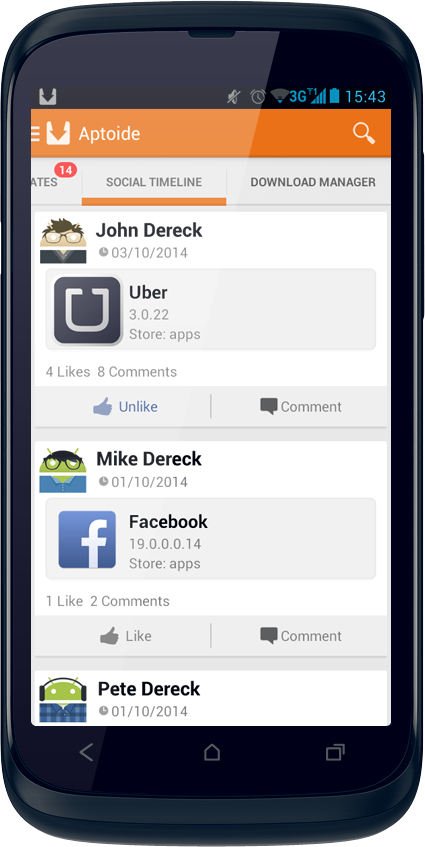 3G T1 15:43
Aptoide
ATES 14 SOCIAL TIMELINE DOWNLOAD MANAGER
John Dereck
03/10/2014
Uber
3.0.22
Store: apps
4 Likes 8 Comments
Unlike Comment
Mike Dereck
01/10/2014
Facebook
19.0.0.0.14
Store: apps
1 Like 2 Comments
Like Comment
Pete Dereck
01/10/2014